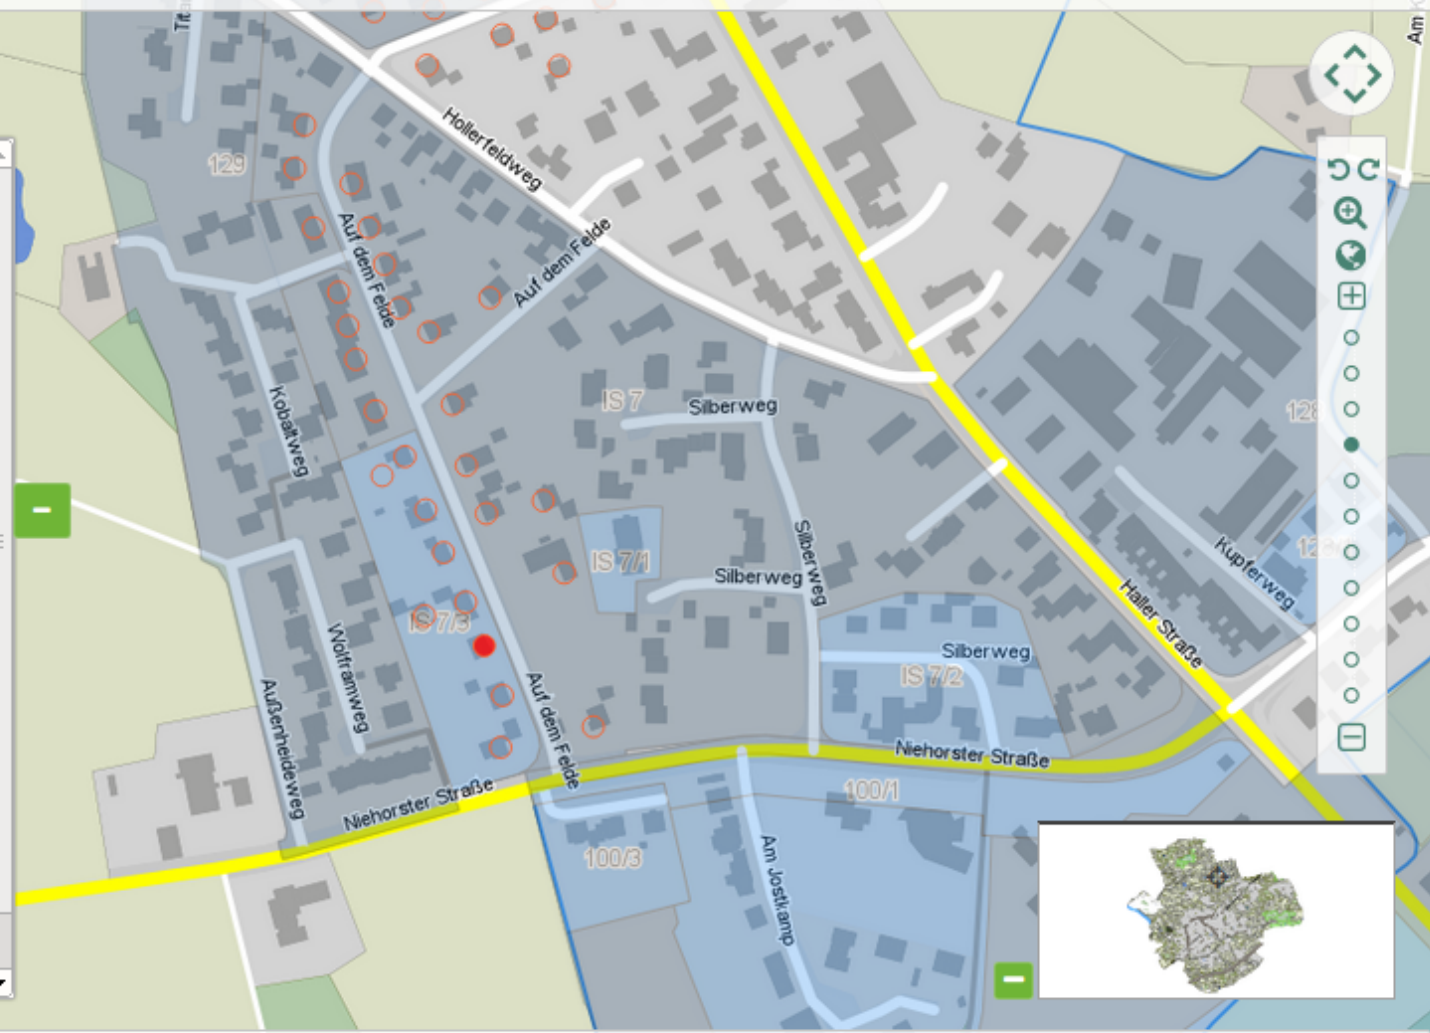 Am
129
Hollerfeldweg
Auf dem Felde
Auf dem Felde
Kobaltweg
IS 7
Silberweg
128
Silberweg
IS 7/1
Silberweg
Kupferweg
Haller Straße
IS 7/3
Wolframweg
Silberweg
IS 7/2
Außenheideweg
Auf dem Felde
Niehorster Straße
Niehorster Straße
100/1
100/3
Am Jostkamp